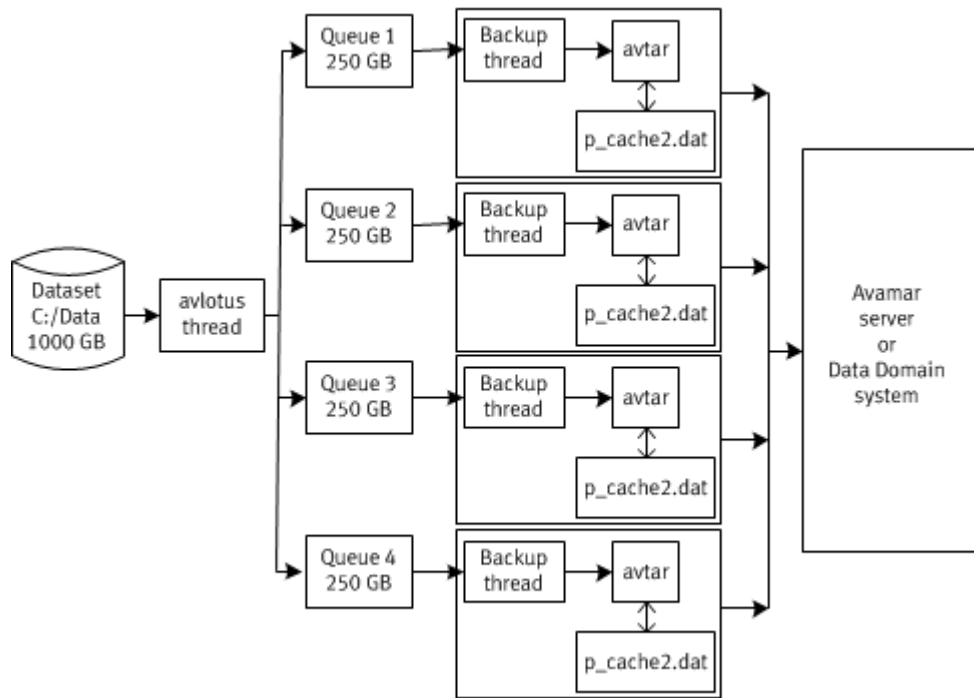 Dataset
C:/Data
1000 GB
avlotus
thread
Queue 1
250 GB
Backup
thread
avtar
p_cache2.dat
Queue 2
250 GB
Backup
thread
avtar
p_cache2.dat
Queue 3
250 GB
Backup
thread
avtar
p_cache2.dat
Queue 4
250 GB
Backup
thread
avtar
p_cache2.dat
Avamar
server
or
Data Domain
system